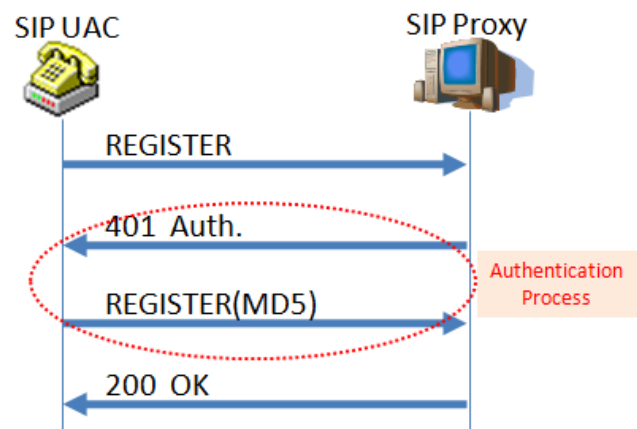 SIP UAC
SIP Proxy
REGISTER
401 Auth.
REGISTER(MD5)
Authentication
Process
200 OK